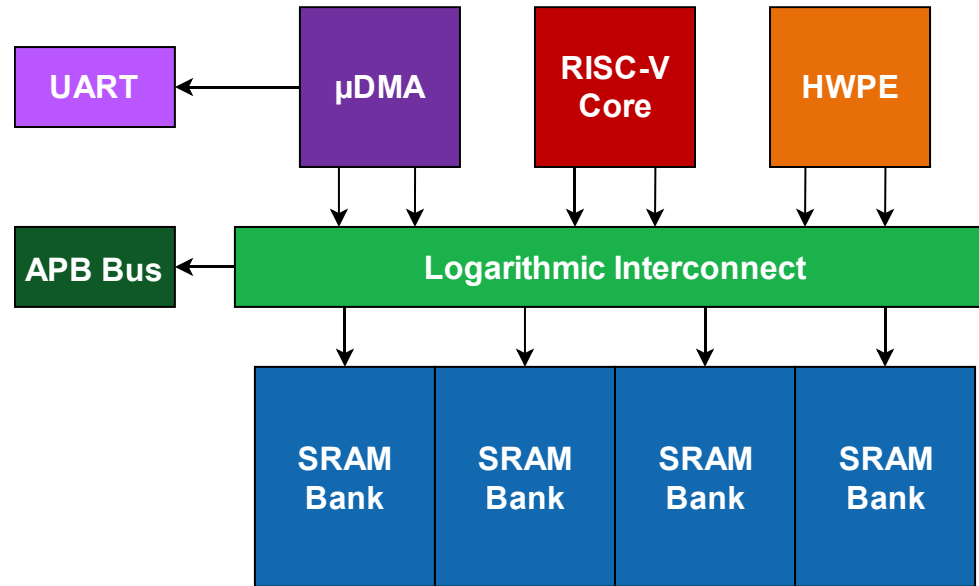 UART
µDMA
RISC-V
Core
HWPE
APB Bus
Logarithmic Interconnect
SRAM
Bank
SRAM
Bank
SRAM
Bank
SRAM
Bank